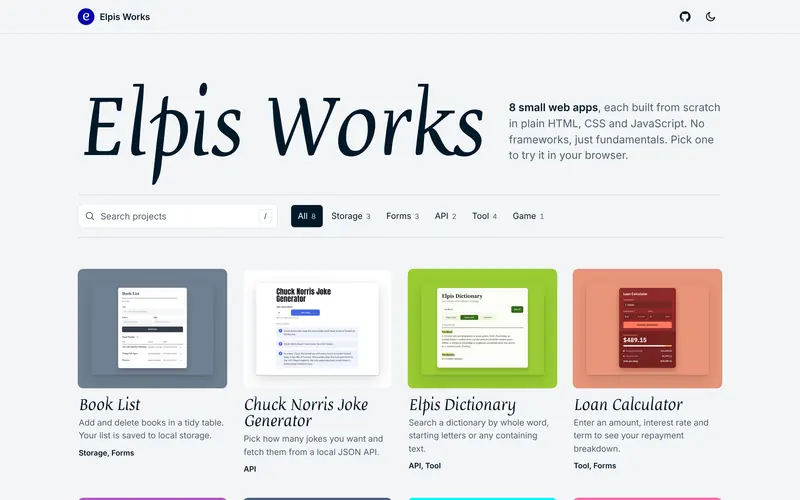 e Elpis Works
Elpis Works
8 small web apps, each built from scratch
in plain HTML, CSS and JavaScript. No
frameworks, just fundamentals. Pick one
to try it in your browser.
Search projects /
All 8 Storage 3 Forms 3 API 2 Tool 4 Game 1
Book List
Chuck Norris Joke
Generator
Elpis Dictionary
Loan Calculator
$489.15
Book List
Add and delete books in a tidy table.
Your list is saved to local storage.
Storage, Forms
Chuck Norris Joke
Generator
Pick how many jokes you want and
fetch them from a local JSON API.
API
Elpis Dictionary
Search a dictionary by whole word,
starting letters or any containing
text.
API, Tool
Loan Calculator
Enter an amount, interest rate and
term to see your repayment
breakdown.
Tool, Forms